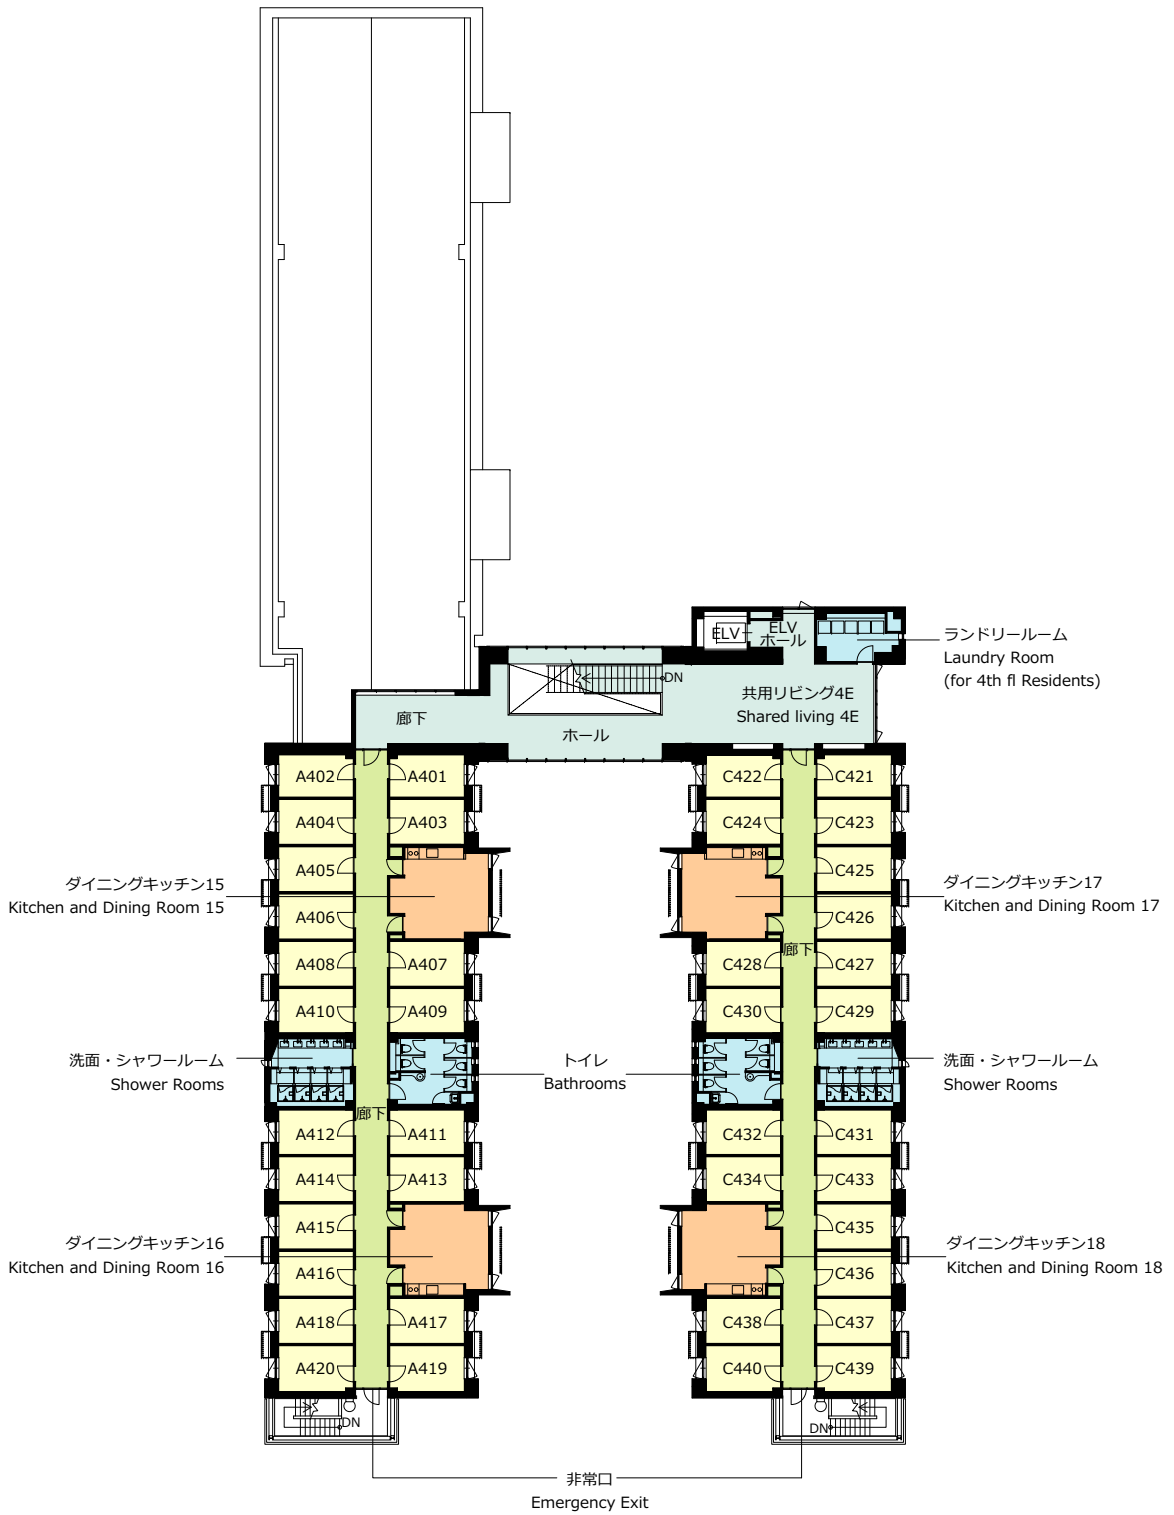 ELV
ELV
ホール
ランドリールーム
Laundry Room
(for 4th fl Residents)
DN
共用リビング4E
Shared living 4E
廊下
ホール
A402
A401
C422
C421
A404
A403
C424
C423
A405
C425
ダイニングキッチン15
Kitchen and Dining Room 15
ダイニングキッチン17
Kitchen and Dining Room 17
A406
C426
廊下
A408
A407
C428
C427
A410
A409
C430
C429
洗面・シャワールーム
Shower Rooms
トイレ
Bathrooms
洗面・シャワールーム
Shower Rooms
廊下
A412
A411
C432
C431
A414
A413
C434
C433
A415
C435
ダイニングキッチン16
Kitchen and Dining Room 16
ダイニングキッチン18
Kitchen and Dining Room 18
A416
C436
A418
A417
C438
C437
A420
A419
C440
C439
DN
DN
非常口
Emergency Exit